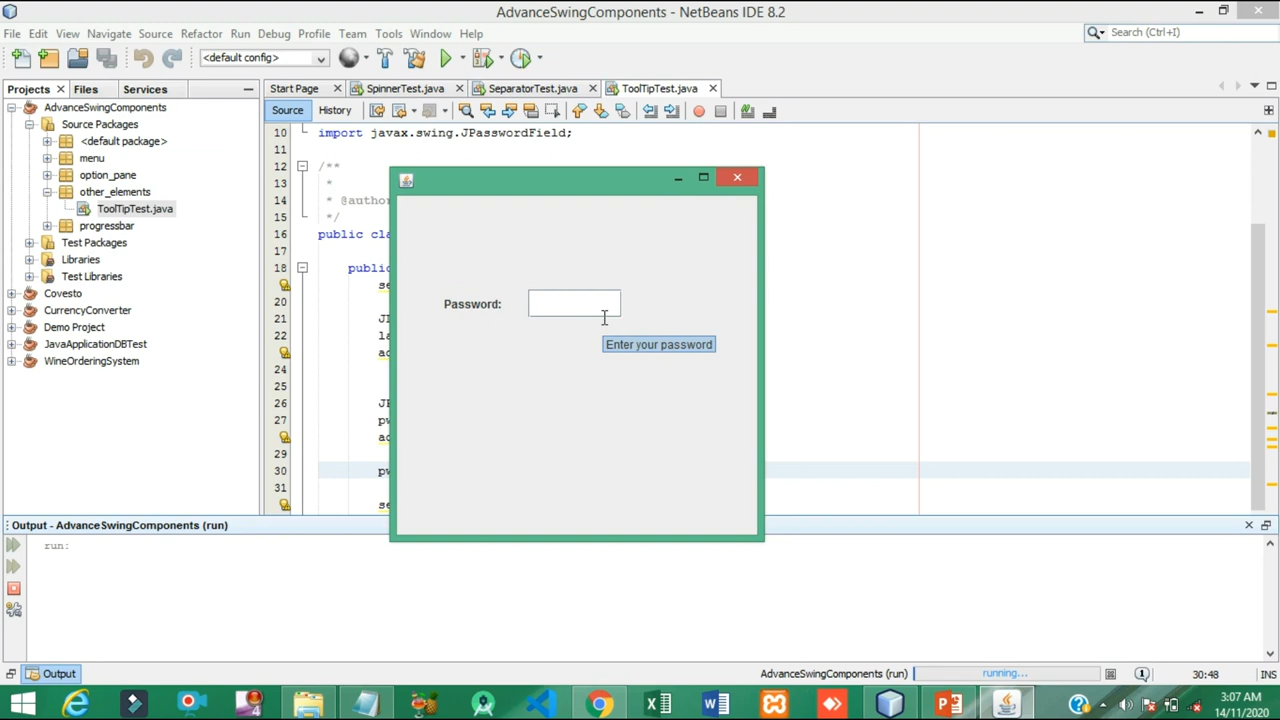 AdvanceSwingComponents - NetBeans IDE 8.2
File Edit View Navigate Source Refactor Run Debug Profile Team Tools Window Help
Search (Ctrl+I)
<default config>
Projects Files Services
Start Page SpinnerTest.java SeparatorTest.java ToolTipTest.java
Source History
AdvanceSwingComponents
Source Packages
<default package>
menu
option_pane
other_elements
ToolTipTest.java
progressbar
Test Packages
Libraries
Test Libraries
Covesto
CurrencyConverter
Demo Project
JavaApplicationDBTest
WineOrderingSystem
10 import javax.swing.JPasswordField;
11
12 /**
13 *
14 * @autho
15 */
16 public cla
17
18 public
se
20
21
22 la
ad
24
26
27 pw
ad
29
30 pw
31
se
Password:
Enter your password
Output - AdvanceSwingComponents (run)
run:
Output
AdvanceSwingComponents (run) running... 1 30:48 INS
3:07 AM
14/11/2020